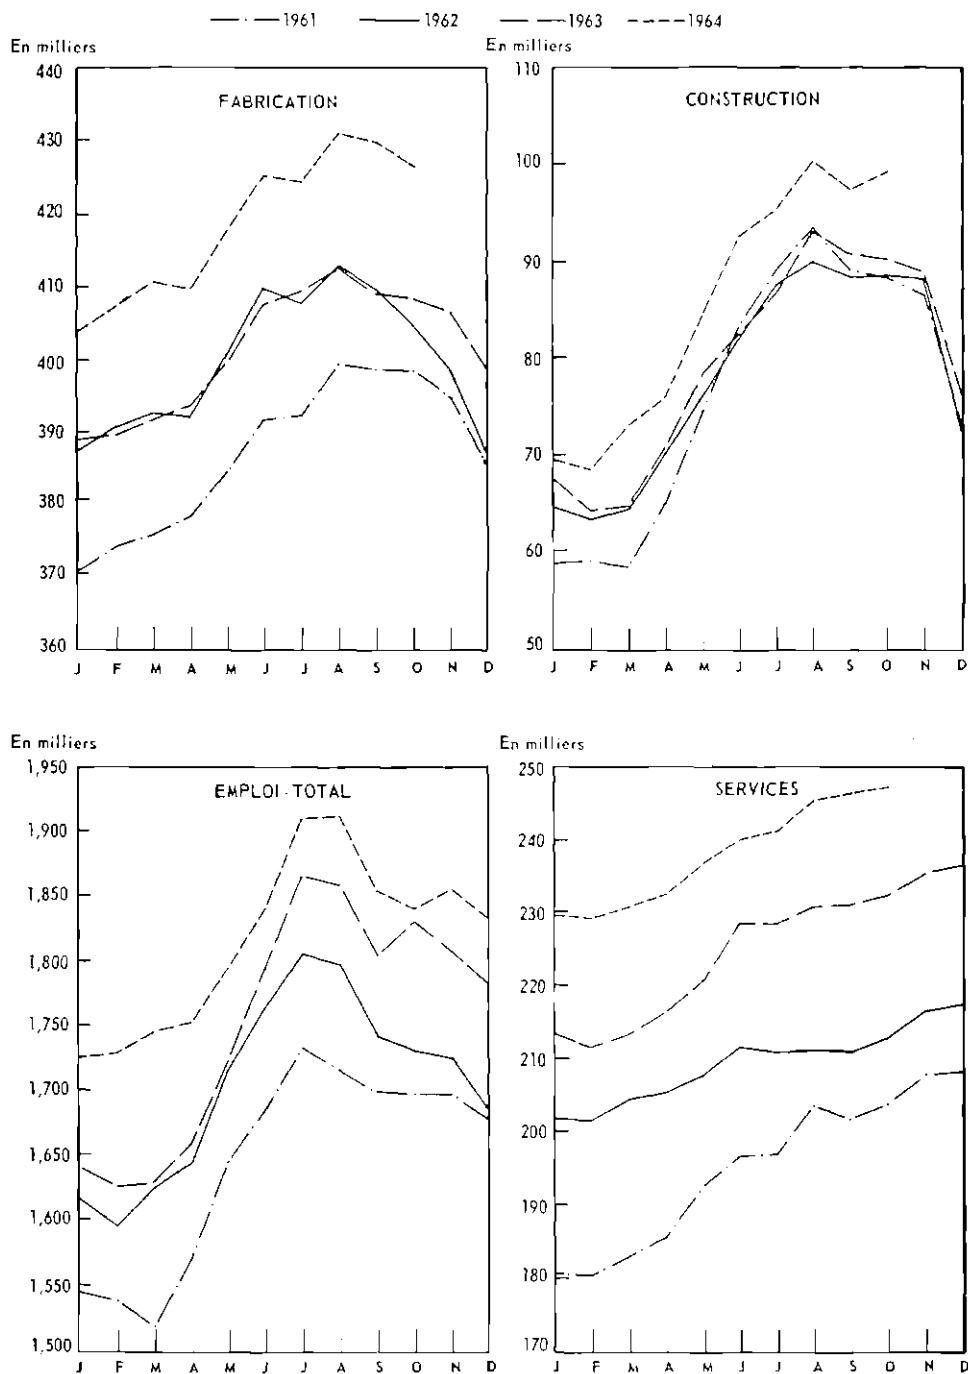 1961 1962 1963 1964
En milliers
FABRICATION
440
430
420
410
400
390
380
370
360
J F M A M J J A S O N D
En milliers
CONSTRUCTION
110
100
90
80
70
60
50
J F M A M J J A S O N D
En milliers
EMPLOI-TOTAL
1,950
1,900
1,850
1,800
1,750
1,700
1,650
1,600
1,550
1,500
J F M A M J J A S O N D
En milliers
SERVICES
250
240
230
220
210
200
190
180
170
J F M A M J J A S O N D